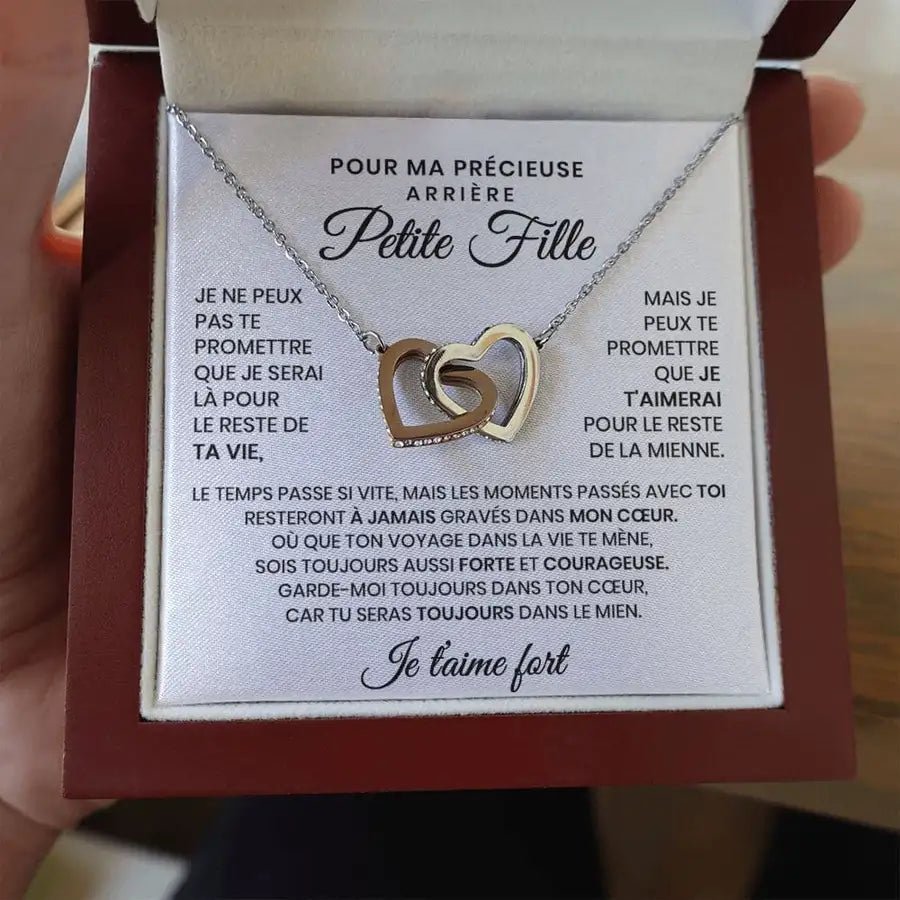 POUR MA PRÉCIEUSE
ARRIÈRE
Petite Fille
JE NE PEUX
PAS TE
PROMETTRE
QUE JE SERAI
LÀ POUR
LE RESTE DE
TA VIE,
MAIS JE
PEUX TE
PROMETTRE
QUE JE
T'AIMERAI
POUR LE RESTE
DE LA MIENNE.
LE TEMPS PASSE SI VITE, MAIS LES MOMENTS PASSÉS AVEC TOI
RESTERONT À JAMAIS GRAVÉS DANS MON CŒUR.
OÙ QUE TON VOYAGE DANS LA VIE TE MÈNE,
SOIS TOUJOURS AUSSI FORTE ET COURAGEUSE.
GARDE-MOI TOUJOURS DANS TON CŒUR,
CAR TU SERAS TOUJOURS DANS LE MIEN.
Je t'aime fort